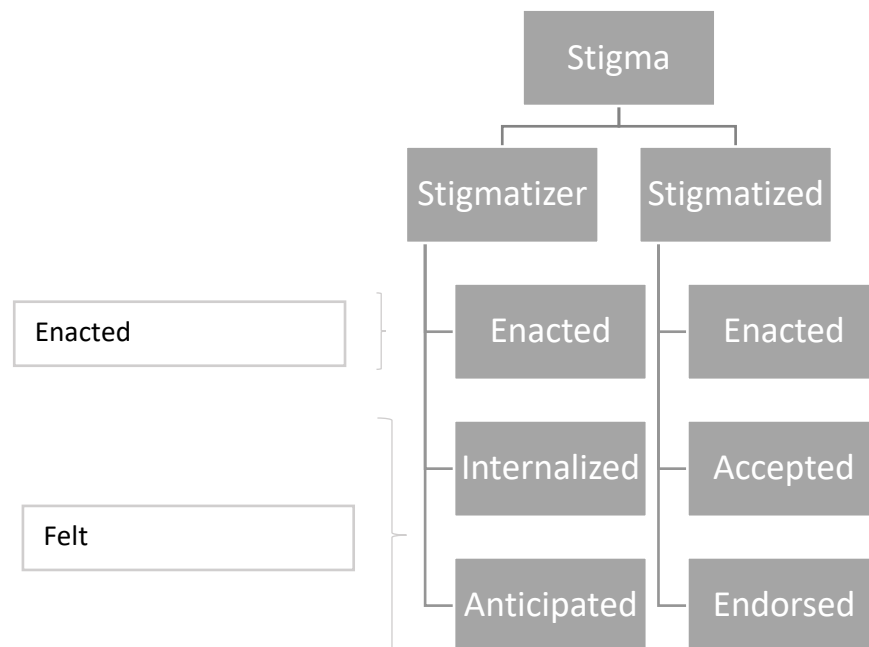 Stigma
Stigmatizer
Stigmatized
Enacted
Enacted
Enacted
Internalized
Accepted
Felt
Anticipated
Endorsed